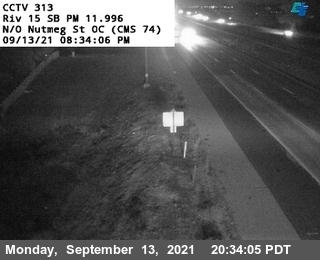 CCTV 313
Riv 15 SB PM 11.996
N/O Nutmeg St OC (CMS 74)
09/13/21 08:34:06 PM
Monday, September 13, 2021 20:34:05 PDT